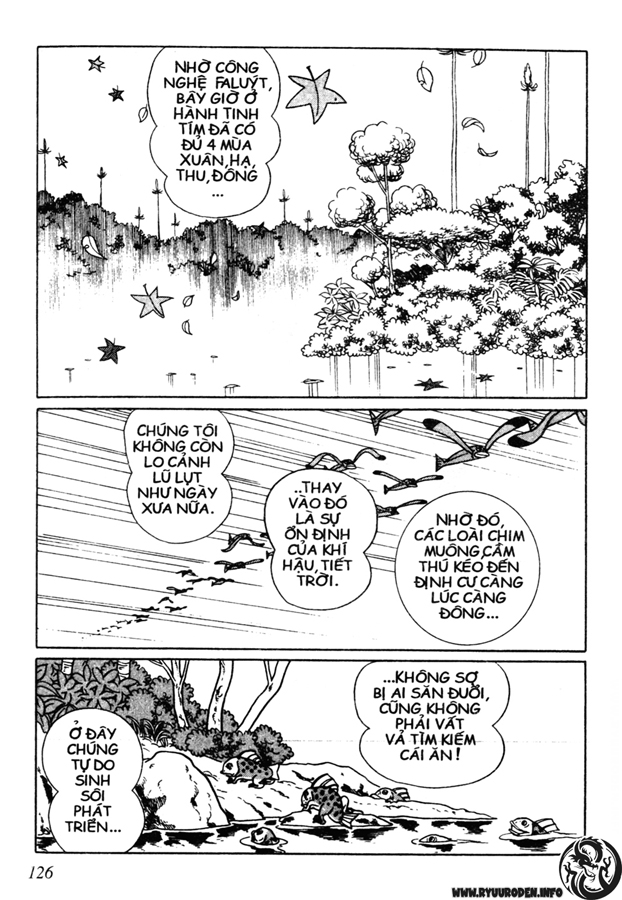 NHỜ CÔNG
NGHỆ FALUÝT,
BÂY GIỜ Ở
HÀNH TINH
TÍM ĐÃ CÓ
ĐỦ 4 MÙA
XUÂN, HẠ,
THU, ĐÔNG
...
CHÚNG TÔI
KHÔNG CÒN
LO CẢNH
LŨ LỤT
NHƯ NGÀY
XƯA NỮA.
..THAY
VÀO ĐÓ
LÀ SỰ
ỔN ĐỊNH
CỦA KHÍ
HẬU, TIẾT
TRỜI.
NHỜ ĐÓ,
CÁC LOÀI CHIM
MUÔNG CẦM
THÚ KÉO ĐẾN
ĐỊNH CƯ CÀNG
LÚC CÀNG
ĐÔNG...
...KHÔNG SỢ
BỊ AI SĂN ĐUỔI,
CŨNG KHÔNG
PHẢI VẤT
VẢ TÌM KIẾM
CÁI ĂN!
Ở ĐÂY
CHÚNG
TỰ DO
SINH
SÔI
PHÁT
TRIỂN...
126
WWW.RYUURODEN.INFO